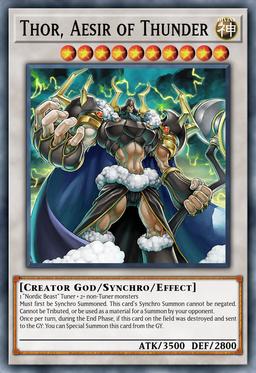 Thor, Aesir of Thunder
神
[Creator God/Synchro/Effect]
1 "Nordic Beast" Tuner + 2+ non-Tuner monsters
Must first be Synchro Summoned. This card's Synchro Summon cannot be negated.
Cannot be Tributed, or be used as a material for a Summon by your opponent.
Once per turn, during the End Phase, if this card on the field was destroyed and sent
to the GY: You can Special Summon this card from the GY.
ATK/3500 DEF/2800